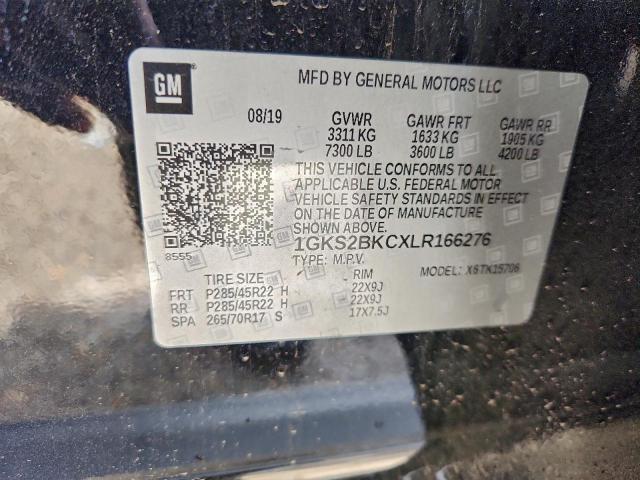 GM
MFD BY GENERAL MOTORS LLC
08/19 GVWR GAWR FRT GAWR RR
3311 KG 1633 KG 1905 KG
7300 LB 3600 LB 4200 LB
THIS VEHICLE CONFORMS TO ALL
APPLICABLE U.S. FEDERAL MOTOR
VEHICLE SAFETY STANDARDS IN EFFECT
ON THE DATE OF MANUFACTURE
SHOWN ABOVE.
8555
1GKS2BKCXLR166276
TYPE: M.P.V. MODEL: X6TK15706
TIRE SIZE RIM
FRT P285/45R22 H 22X9J
RR P285/45R22 H 22X9J
SPA 265/70R17 S 17X7.5J